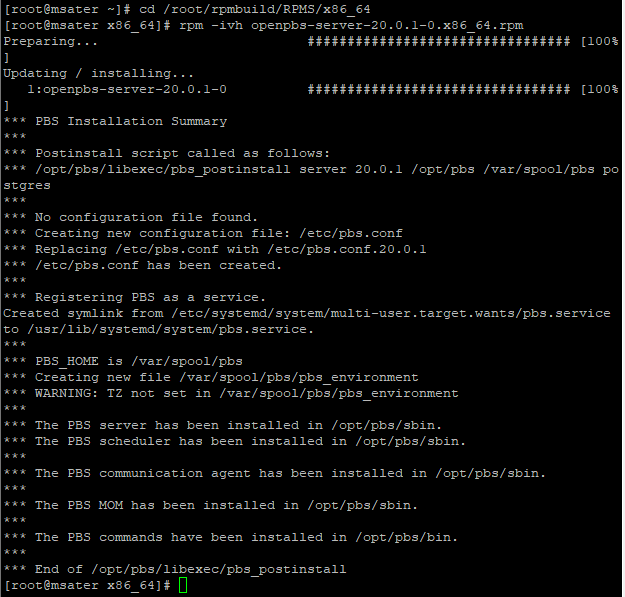 [root@msater ~]# cd /root/rpmbuild/RPMS/x86_64
[root@msater x86_64]# rpm -ivh openpbs-server-20.0.1-0.x86_64.rpm
Preparing...                          ################################# [100%
]
Updating / installing...
   1:openpbs-server-20.0.1-0          ################################# [100%
]
*** PBS Installation Summary
***
*** Postinstall script called as follows:
*** /opt/pbs/libexec/pbs_postinstall server 20.0.1 /opt/pbs /var/spool/pbs po
stgres
***
*** No configuration file found.
*** Creating new configuration file: /etc/pbs.conf
*** Replacing /etc/pbs.conf with /etc/pbs.conf.20.0.1
*** /etc/pbs.conf has been created.
***
*** Registering PBS as a service.
Created symlink from /etc/systemd/system/multi-user.target.wants/pbs.service
to /usr/lib/systemd/system/pbs.service.
***
*** PBS_HOME is /var/spool/pbs
*** Creating new file /var/spool/pbs/pbs_environment
*** WARNING: TZ not set in /var/spool/pbs/pbs_environment
***
*** The PBS server has been installed in /opt/pbs/sbin.
*** The PBS scheduler has been installed in /opt/pbs/sbin.
***
*** The PBS communication agent has been installed in /opt/pbs/sbin.
***
*** The PBS MOM has been installed in /opt/pbs/sbin.
***
*** The PBS commands have been installed in /opt/pbs/bin.
***
*** End of /opt/pbs/libexec/pbs_postinstall
[root@msater x86_64]#